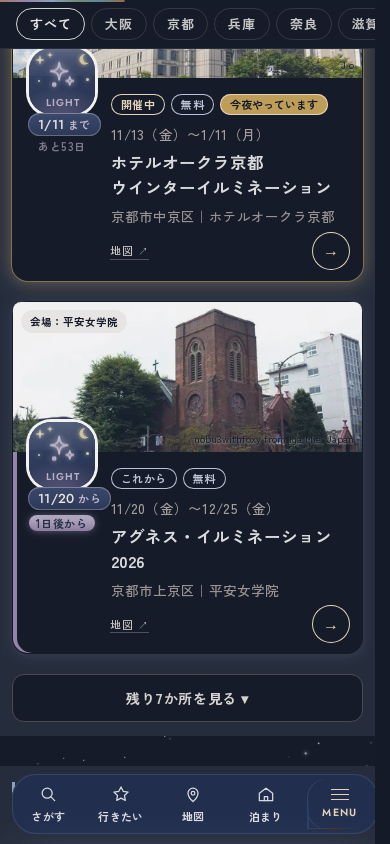 すべて
大阪
京都
兵庫
奈良
滋賀
LIGHT
1/11 まで
あと53日
開催中
無料
今夜やっています
11/13（金）〜1/11（月）
ホテルオークラ京都
ウインターイルミネーション
京都市中京区｜ホテルオークラ京都
地図 ↗
→
会場：平安女学院
LIGHT
11/20 から
1日後から
これから
無料
11/20（金）〜12/25（金）
アグネス・イルミネーション
2026
京都市上京区｜平安女学院
地図 ↗
→
残り7か所を見る ▾
さがす
行きたい
地図
泊まり
MENU